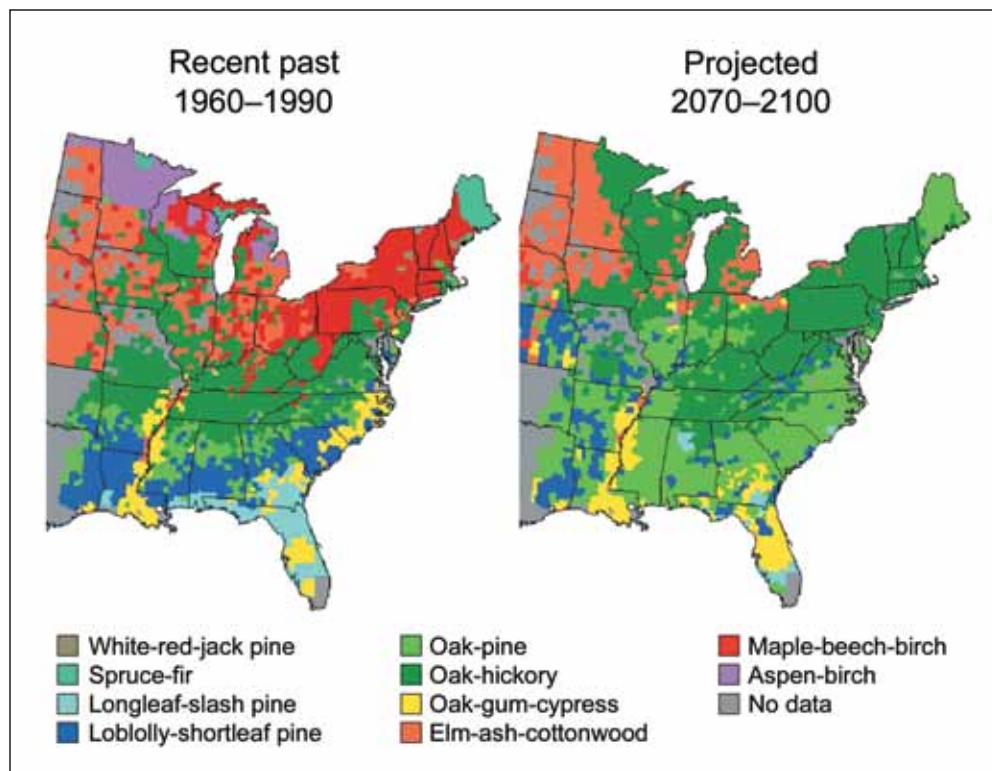 Recent past
1960–1990
Projected
2070–2100
White-red-jack pine
Spruce-fir
Longleaf-slash pine
Loblolly-shortleaf pine
Oak-pine
Oak-hickory
Oak-gum-cypress
Elm-ash-cottonwood
Maple-beech-birch
Aspen-birch
No data